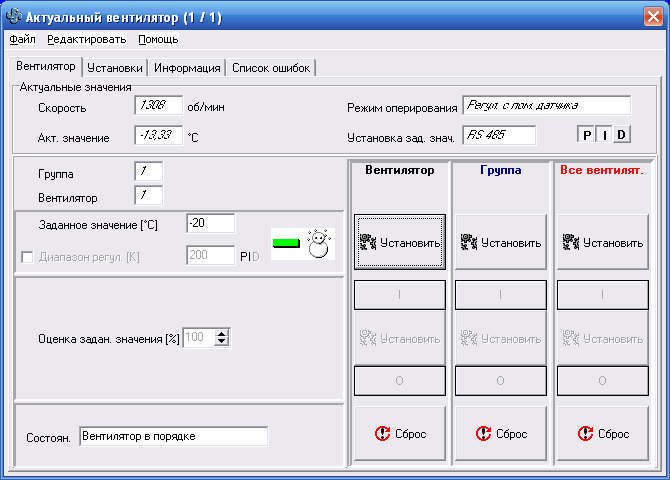 Актуальный вентилятор (1 / 1)
Файл Редактировать Помощь
Вентилятор Установки Информация Список ошибок
Актуальные значения
Скорость 1308 об/мин Режим оперирования Регул. с пом. датчика
Акт. значение -13,33 °C Установка зад. знач. RS 485 P I D
Группа 1
Вентилятор 1
Вентилятор Группа Все вентилят.
Заданное значение [°C] -20
Диапазон регул. [K] 200 PID
Установить Установить Установить
I I I
Оценка задан. значения [%] 100
Установить Установить Установить
O O O
Состоян. Вентилятор в порядке
Сброс Сброс Сброс